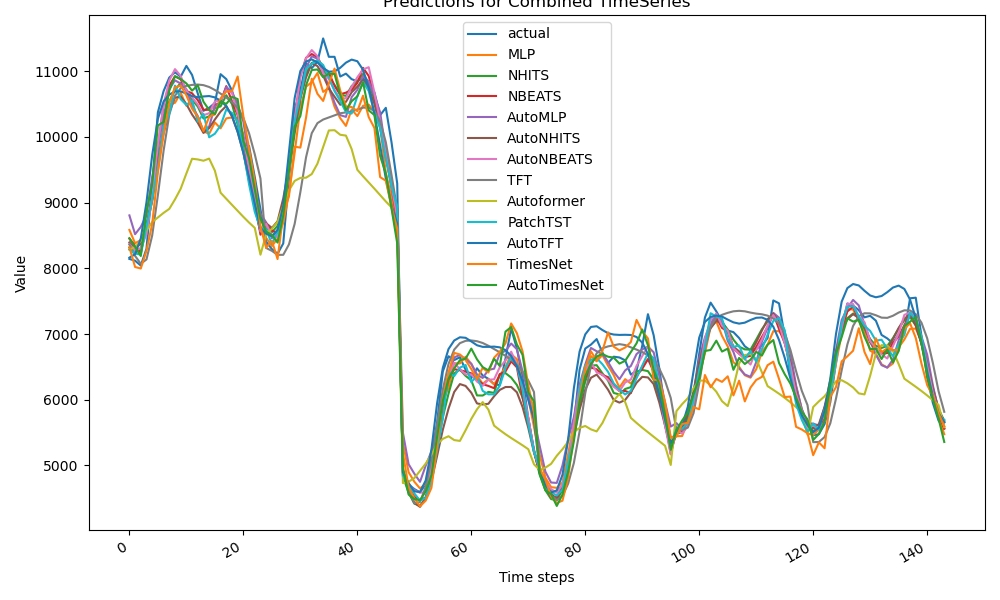 Predictions for Combined TimeSeries
actual
MLP
NHITS
NBEATS
AutoMLP
AutoNHITS
AutoNBEATS
TFT
Autoformer
PatchTST
AutoTFT
TimesNet
AutoTimesNet
Value
11000
10000
9000
8000
7000
6000
5000
0
20
40
60
80
100
120
140
Time steps